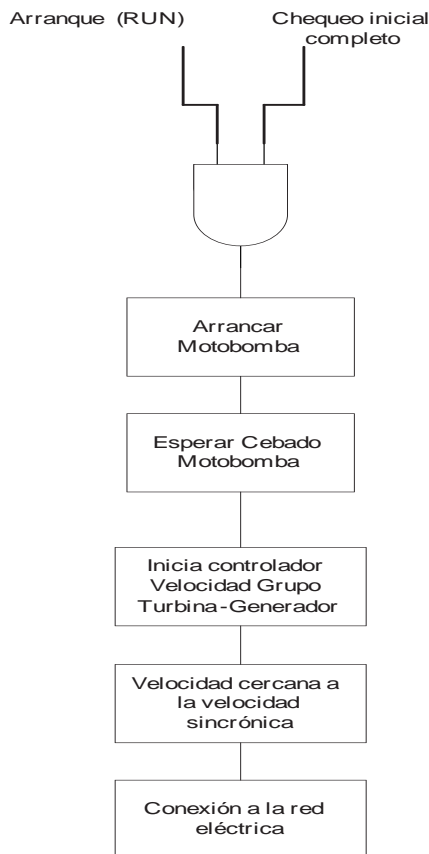 Arranque (RUN)
Chequeo inicial
completo
Arrancar
Motobomba
Esperar Cebado
Motobomba
Inicia controlador
Velocidad Grupo
Turbina-Generador
Velocidad cercana a
la velocidad
sincrónica
Conexión a la red
eléctrica